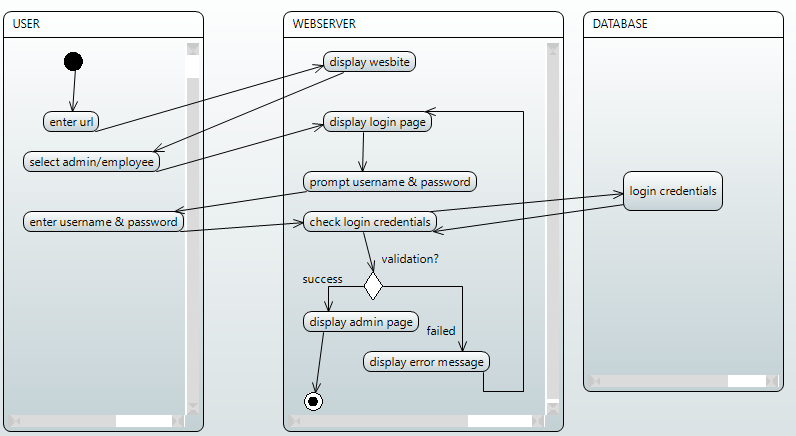 USER
WEBSERVER
DATABASE
display wesbite
enter url
display login page
select admin/employee
prompt username & password
login credentials
enter username & password
check login credentials
validation?
success
display admin page
failed
display error message